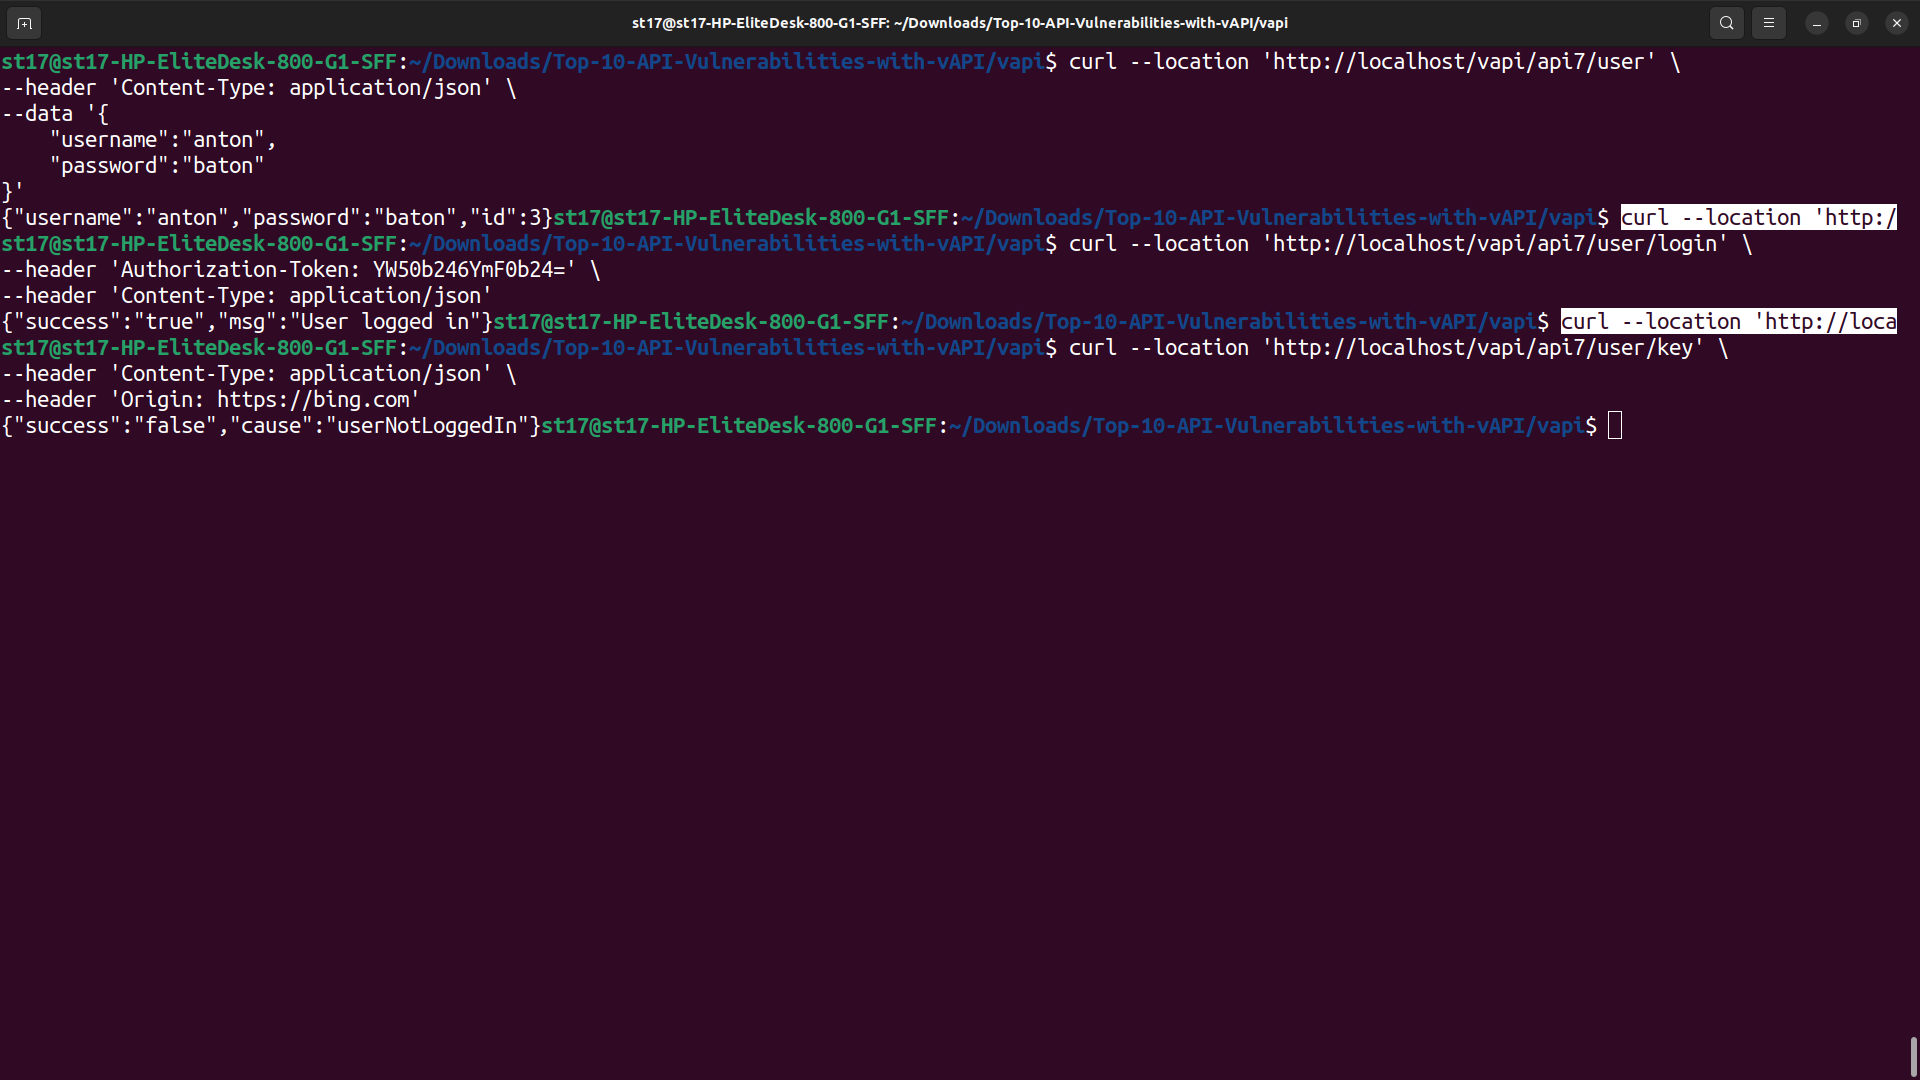 st17@st17-HP-EliteDesk-800-G1-SFF: ~/Downloads/Top-10-API-Vulnerabilities-with-vAPI/vapi
st17@st17-HP-EliteDesk-800-G1-SFF:~/Downloads/Top-10-API-Vulnerabilities-with-vAPI/vapi$ curl --location 'http://localhost/vapi/api7/user' \
--header 'Content-Type: application/json' \
--data '{
    "username":"anton",
    "password":"baton"
}'
{"username":"anton","password":"baton","id":3}st17@st17-HP-EliteDesk-800-G1-SFF:~/Downloads/Top-10-API-Vulnerabilities-with-vAPI/vapi$ curl --location 'http:/
st17@st17-HP-EliteDesk-800-G1-SFF:~/Downloads/Top-10-API-Vulnerabilities-with-vAPI/vapi$ curl --location 'http://localhost/vapi/api7/user/login' \
--header 'Authorization-Token: YW50b246YmF0b24=' \
--header 'Content-Type: application/json'
{"success":"true","msg":"User logged in"}st17@st17-HP-EliteDesk-800-G1-SFF:~/Downloads/Top-10-API-Vulnerabilities-with-vAPI/vapi$ curl --location 'http://loca
st17@st17-HP-EliteDesk-800-G1-SFF:~/Downloads/Top-10-API-Vulnerabilities-with-vAPI/vapi$ curl --location 'http://localhost/vapi/api7/user/key' \
--header 'Content-Type: application/json' \
--header 'Origin: https://bing.com'
{"success":"false","cause":"userNotLoggedIn"}st17@st17-HP-EliteDesk-800-G1-SFF:~/Downloads/Top-10-API-Vulnerabilities-with-vAPI/vapi$